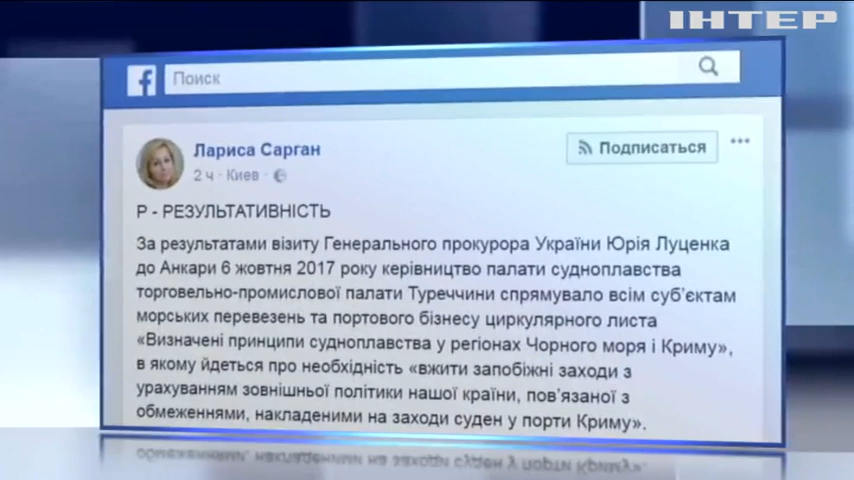 ІНТЕР
f
Поиск
Лариса Сарган
Подписаться
2 ч · Киев ·
Р - РЕЗУЛЬТАТИВНІСТЬ
За результатами візиту Генерального прокурора України Юрія Луценка
до Анкари 6 жовтня 2017 року керівництво палати судноплавства
торговельно-промислової палати Туреччини спрямувало всім суб'єктам
морських перевезень та портового бізнесу циркулярного листа
«Визначені принципи судноплавства у регіонах Чорного моря і Криму»,
в якому йдеться про необхідність «вжити запобіжні заходи з
урахуванням зовнішньої політики нашої країни, пов'язаної з
обмеженнями, накладеними на заходи суден у порти Криму».